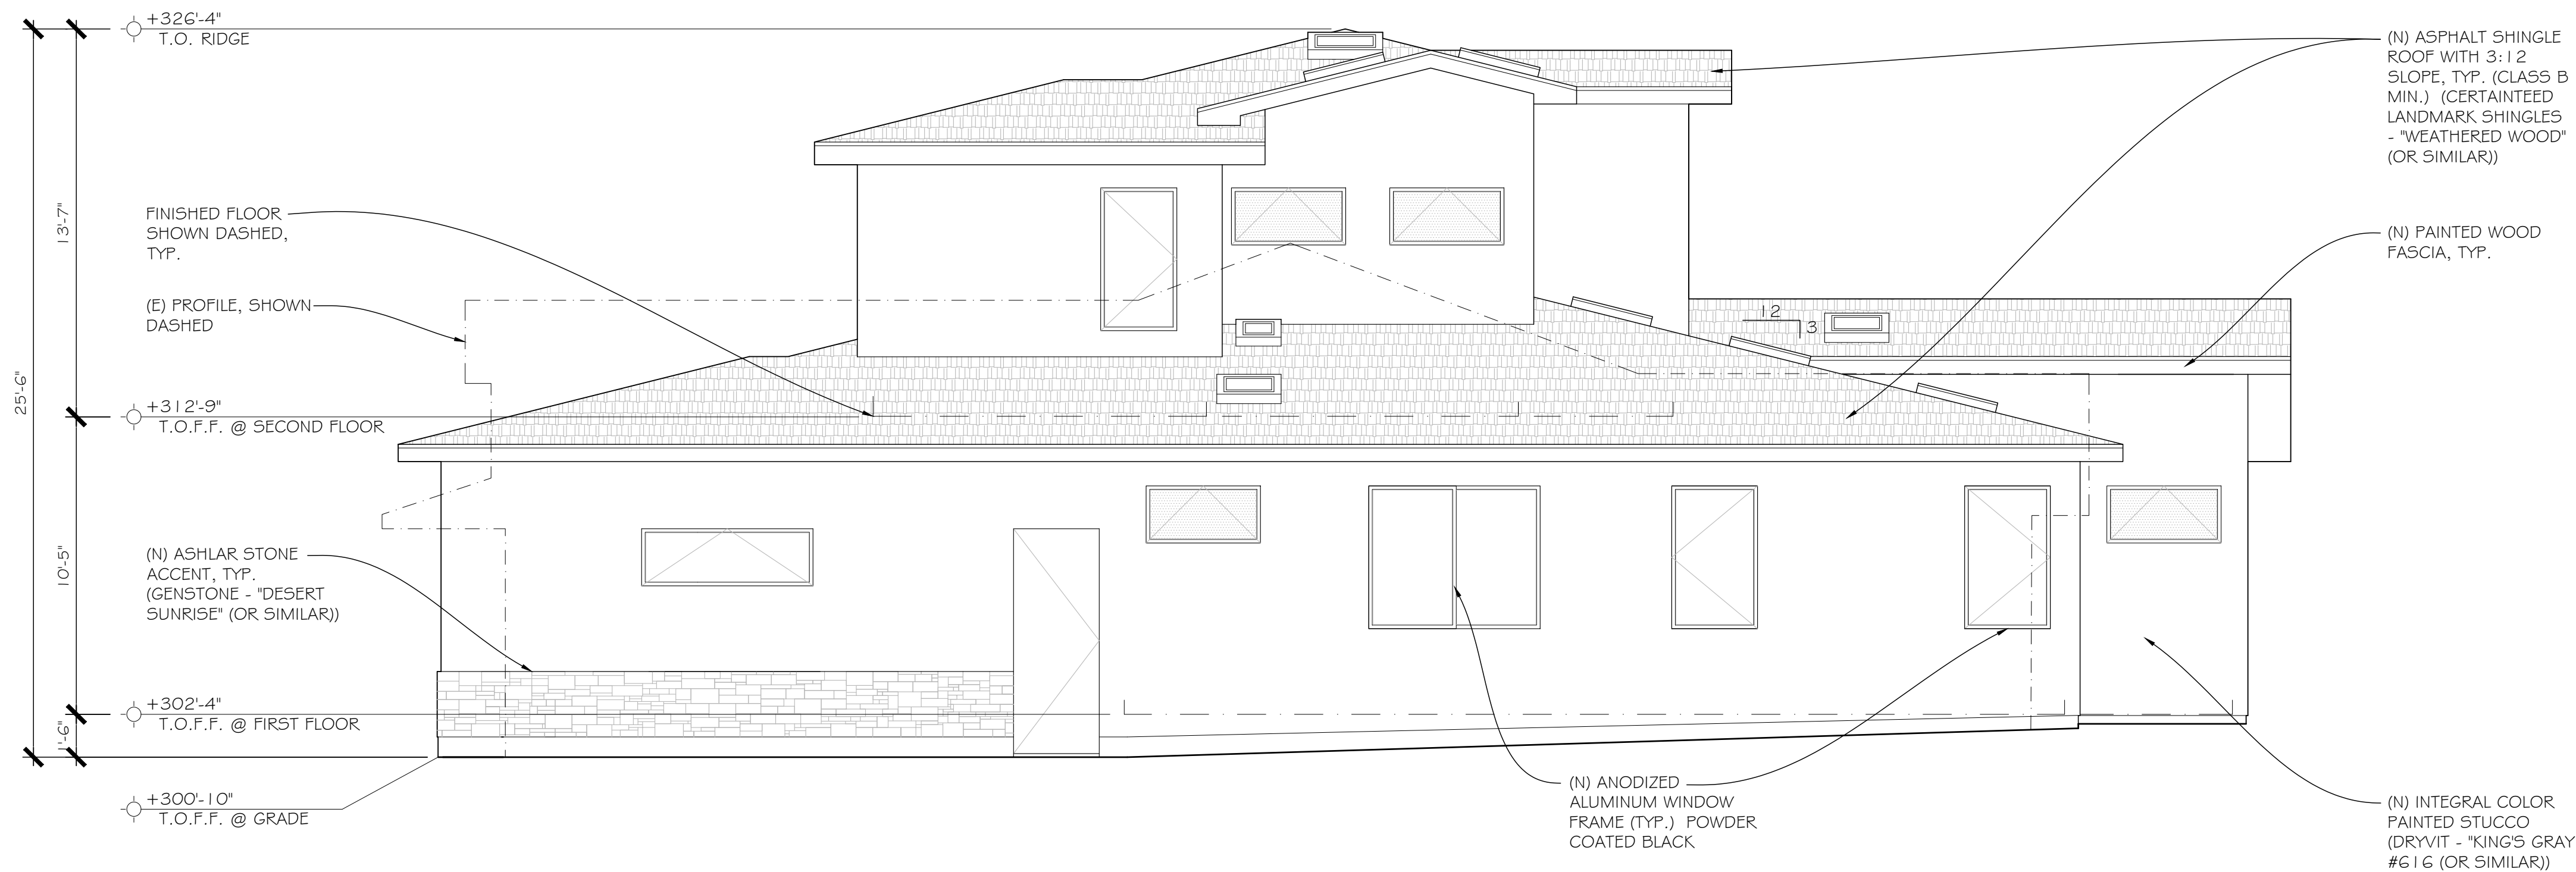 +326'-4"
T.O. RIDGE
(N) ASPHALT SHINGLE
ROOF WITH 3:12
SLOPE, TYP. (CLASS B
MIN.)  (CERTAINTEED
LANDMARK SHINGLES
- "WEATHERED WOOD"
(OR SIMILAR))
FINISHED FLOOR
SHOWN DASHED,
TYP.
13'-7"
(N) PAINTED WOOD
FASCIA, TYP.
(E) PROFILE, SHOWN
DASHED
12
3
25'-6"
+312'-9"
T.O.F.F. @ SECOND FLOOR
10'-5"
(N) ASHLAR STONE
ACCENT, TYP.
(GENSTONE - "DESERT
SUNRISE" (OR SIMILAR))
+302'-4"
T.O.F.F. @ FIRST FLOOR
1'-6"
+300'-10"
T.O.F.F. @ GRADE
(N) ANODIZED
ALUMINUM WINDOW
FRAME (TYP.)  POWDER
COATED BLACK
(N) INTEGRAL COLOR
PAINTED STUCCO
(DRYVIT - "KING'S GRAY
#616 (OR SIMILAR))